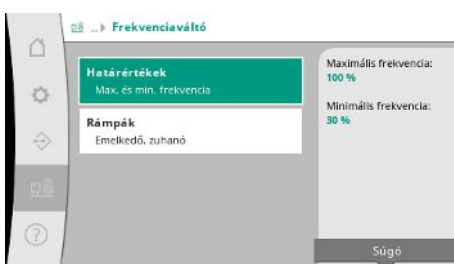 ..▸ Frekvenciaváltó
Határértékek
Max. és min. frekvencia
Rámpák
Emelkedő, zuhanó
Maximális frekvencia:
100 %
Minimális frekvencia:
30 %
?
Súgó